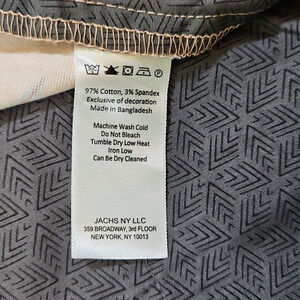 97% Cotton, 3% Spandex
Exclusive of decoration
Made in Bangladesh
Machine Wash Cold
Do Not Bleach
Tumble Dry Low Heat
Iron Low
Can Be Dry Cleaned
JACHS NY LLC
359 BROADWAY, 3rd FLOOR
NEW YORK, NY 10013